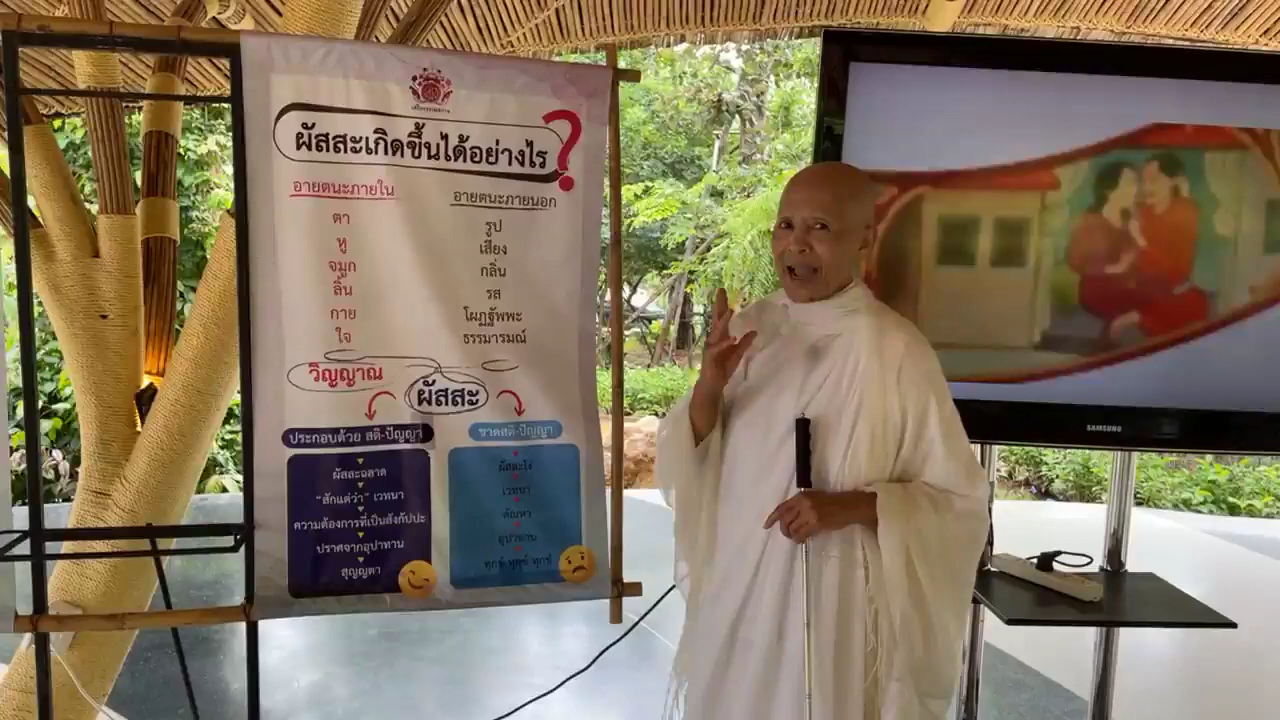 ผัสสะเกิดขึ้นได้อย่างไร?
อายตนะภายใน
ตา
หู
จมูก
ลิ้น
กาย
ใจ
อายตนะภายนอก
รูป
เสียง
กลิ่น
รส
โผฏฐัพพะ
ธรรมารมณ์
วิญญาณ
ผัสสะ
ประกอบด้วย สติ-ปัญญา
ผัสสะฉลาด
“สักแต่ว่า” เวทนา
ความต้องการที่เป็นสังกัปปะ
ปราศจากอุปาทาน
สุญญตา
ขาดสติ-ปัญญา
ผัสสะโง่
เวทนา
ตัณหา
อุปาทาน
ทุกข์ ทุกข์ ทุกข์
SAMSUNG